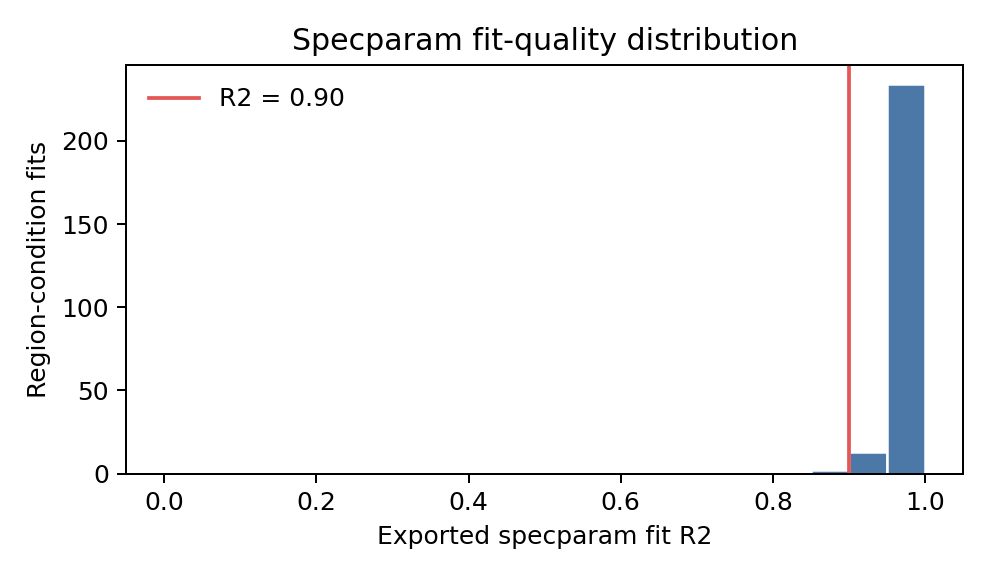 Specparam fit-quality distribution
R2 = 0.90
Region-condition fits
200
150
100
50
0
0.0 0.2 0.4 0.6 0.8 1.0
Exported specparam fit R2